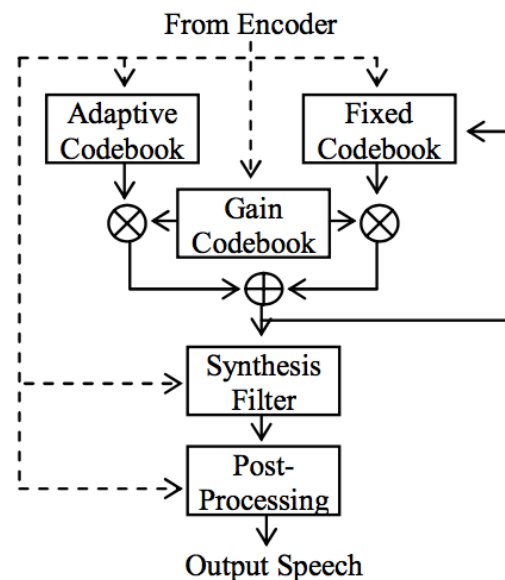 From Encoder
Adaptive
Codebook
Fixed
Codebook
Gain
Codebook
Synthesis
Filter
Post-
Processing
Output Speech